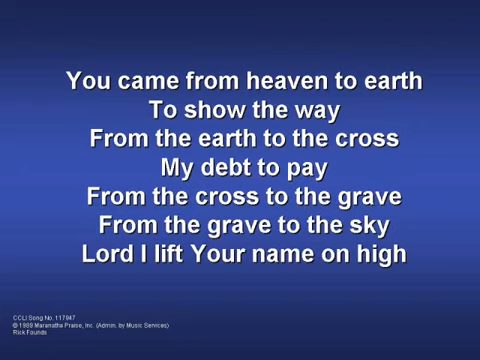 You came from heaven to earth
To show the way
From the earth to the cross
My debt to pay
From the cross to the grave
From the grave to the sky
Lord I lift Your name on high
CCLI Song No. 117947
© 1989 Maranatha Praise, Inc. (Admin. by Music Services)
Rick Founds